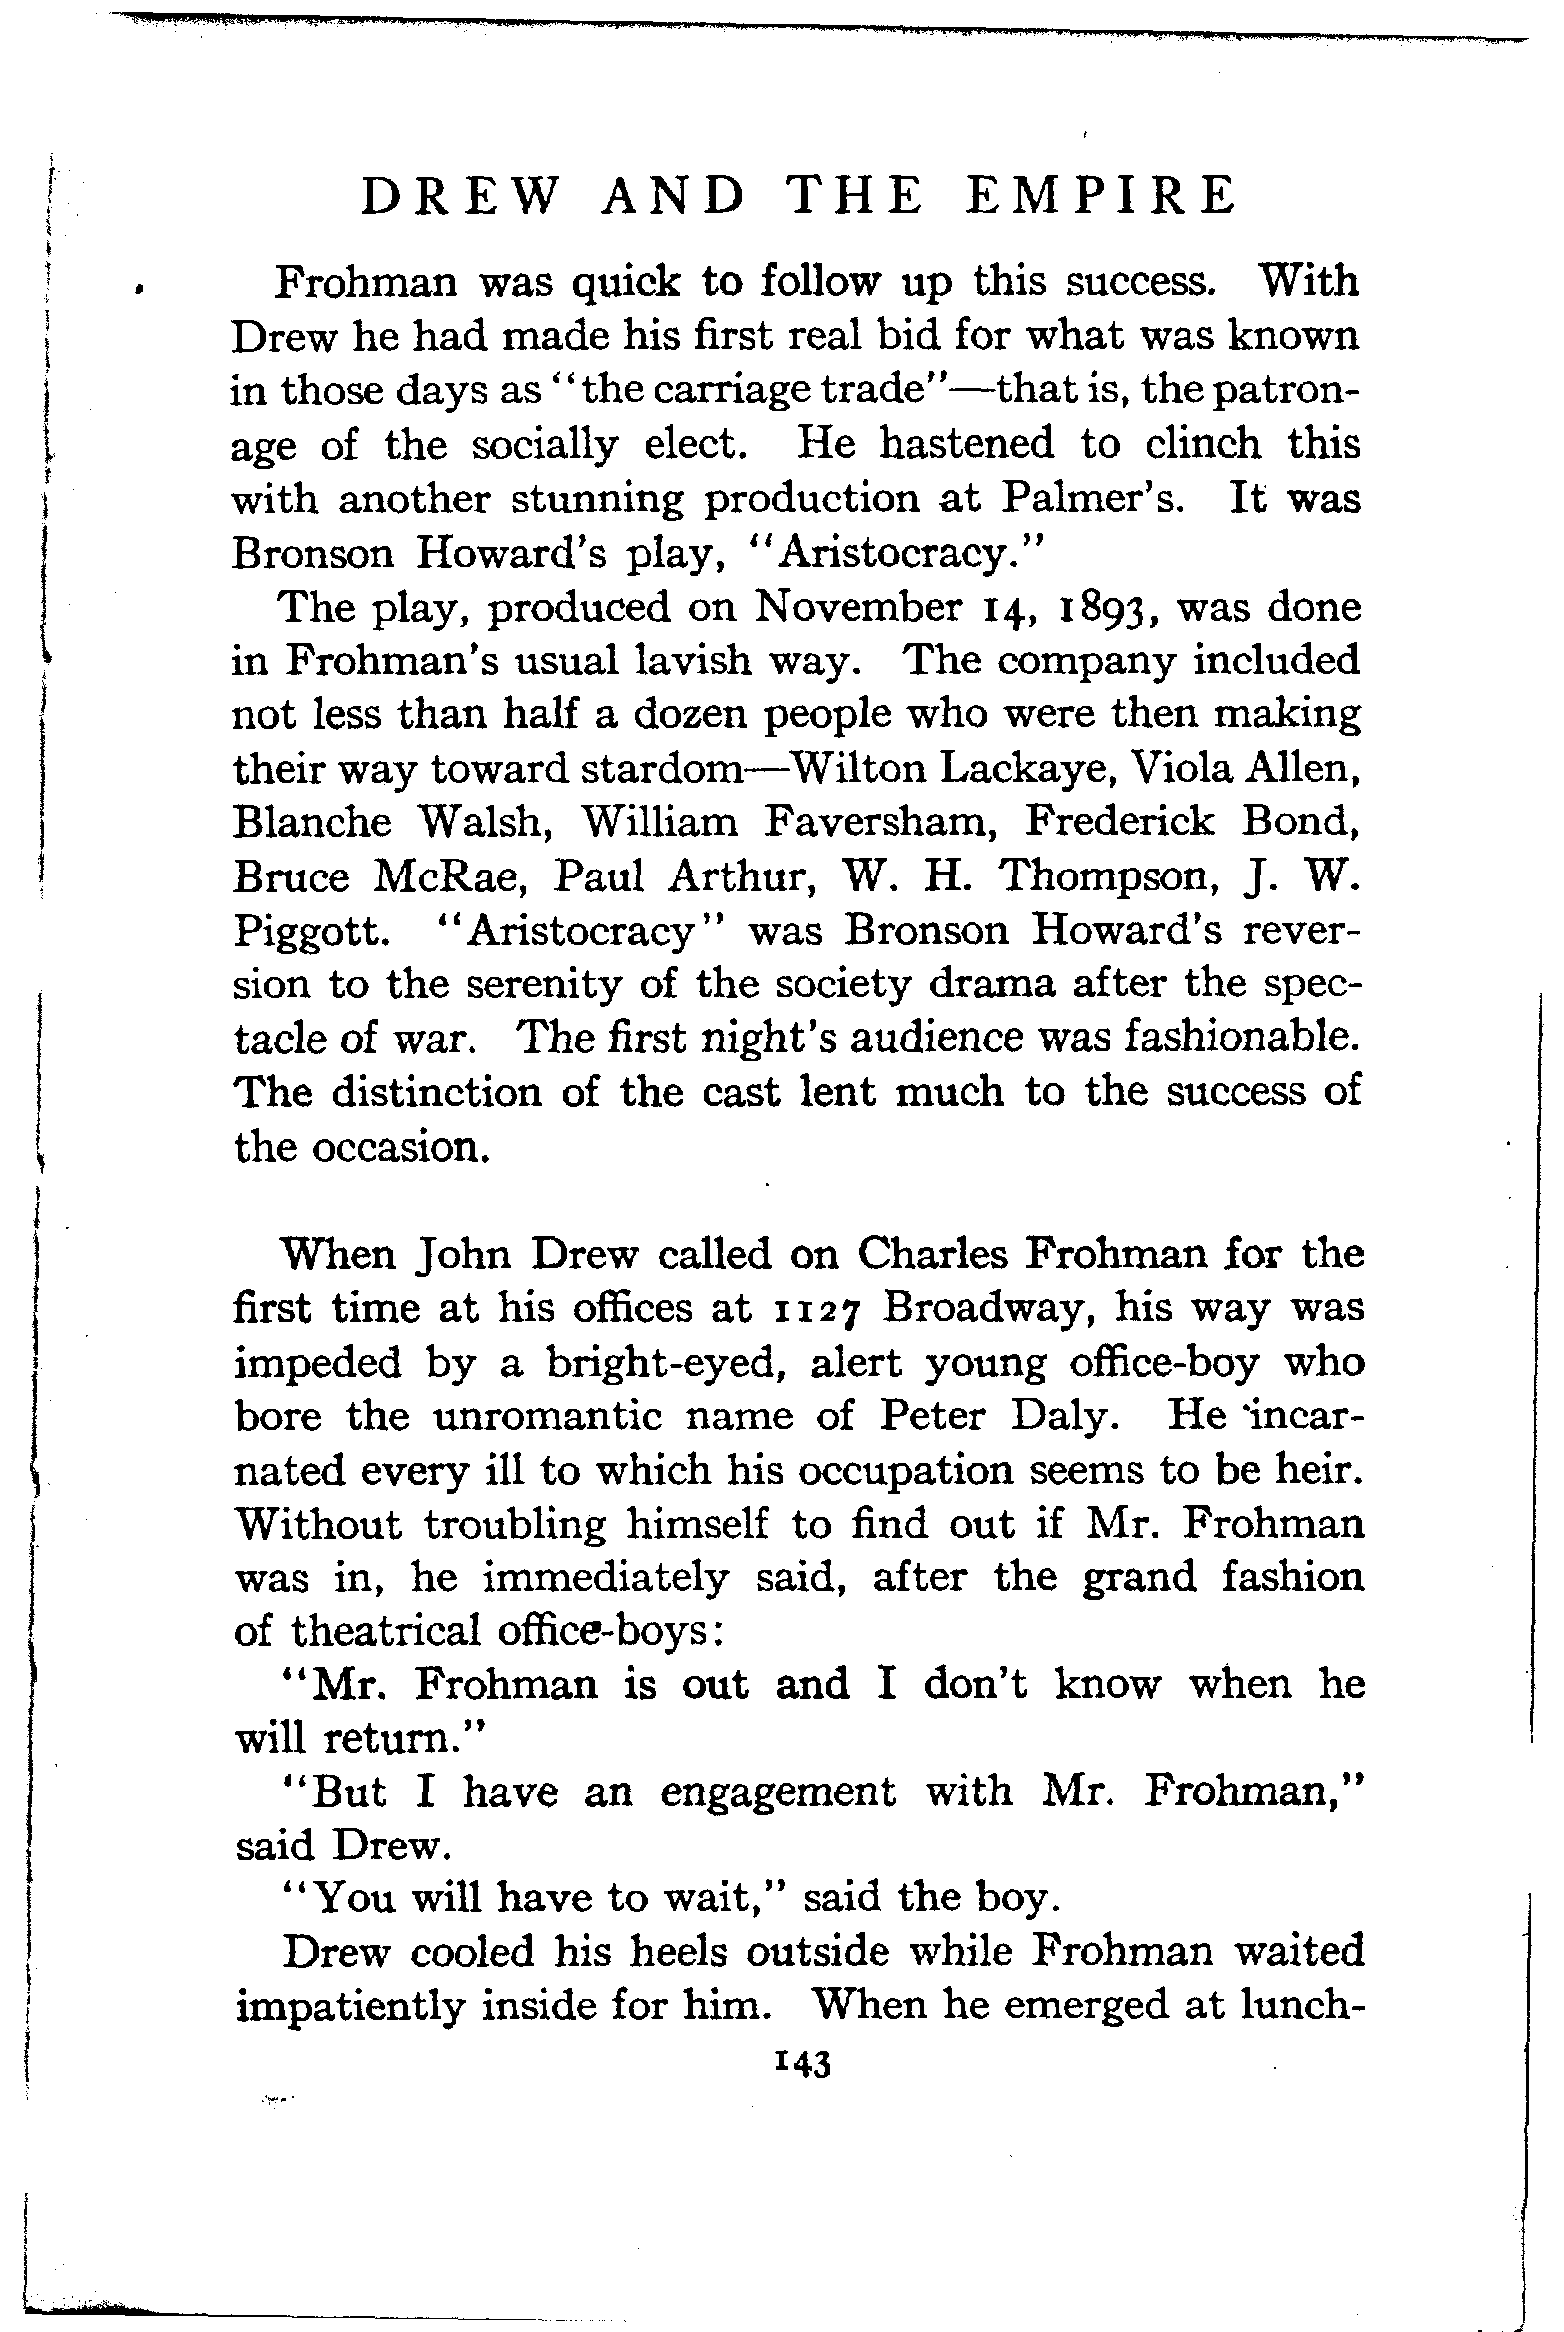 DREW AND THE EMPIRE
Frohman was quick to follow up this success. With
Drew he had made his first real bid for what was known
in those days as "the carriage trade"—that is, the patron-
age of the socially elect. He hastened to clinch this
with another stunning production at Palmer's. It was
Bronson Howard's play, "Aristocracy."
The play, produced on November 14, 1893, was done
in Frohman's usual lavish way. The company included
not less than half a dozen people who were then making
their way toward stardom—Wilton Lackaye, Viola Allen,
Blanche Walsh, William Faversham, Frederick Bond,
Bruce McRae, Paul Arthur, W. H. Thompson, J. W.
Piggott. "Aristocracy" was Bronson Howard's rever-
sion to the serenity of the society drama after the spec-
tacle of war. The first night's audience was fashionable.
The distinction of the cast lent much to the success of
the occasion.
When John Drew called on Charles Frohman for the
first time at his offices at 1127 Broadway, his way was
impeded by a bright-eyed, alert young office-boy who
bore the unromantic name of Peter Daly. He incar-
nated every ill to which his occupation seems to be heir.
Without troubling himself to find out if Mr. Frohman
was in, he immediately said, after the grand fashion
of theatrical office-boys:
"Mr. Frohman is out and I don't know when he
will return."
"But I have an engagement with Mr. Frohman,"
said Drew.
"You will have to wait," said the boy.
Drew cooled his heels outside while Frohman waited
impatiently inside for him. When he emerged at lunch-
143